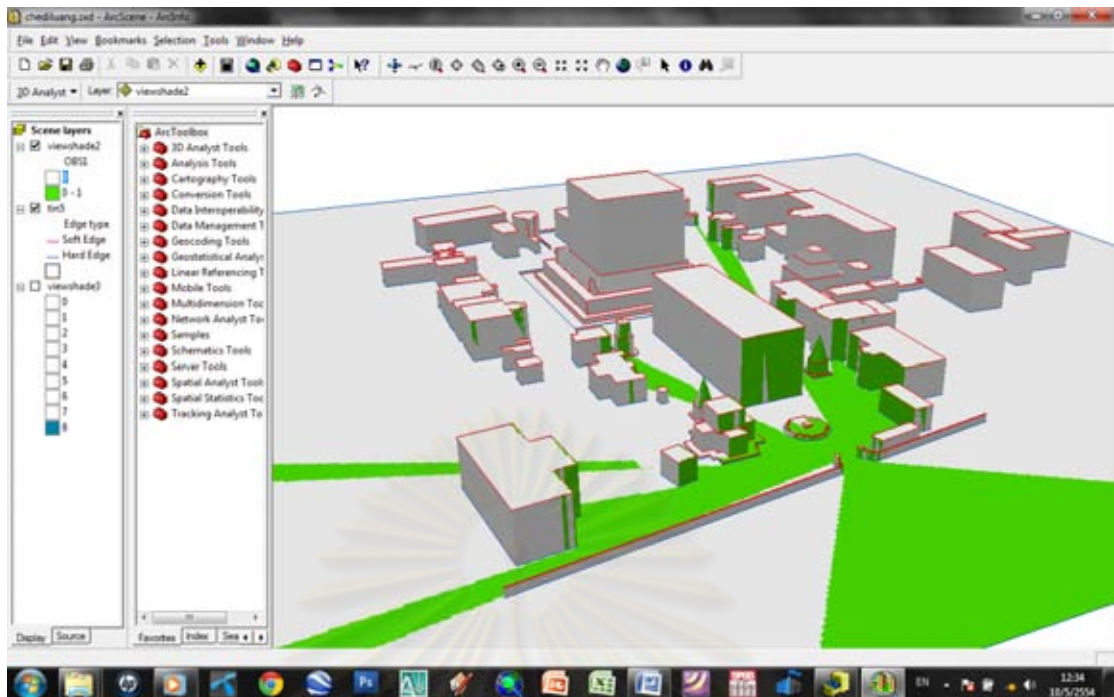 chediluang.sxd - ArcScene - ArcInfo
File Edit View Bookmarks Selection Tools Window Help
3D Analyst Layer: viewshade2
Scene layers
viewshade2
OBS1
0
0 - 1
tin5
Edge type
Soft Edge
Hard Edge
viewshade3
0
1
2
3
4
5
6
7
8
Display Source
ArcToolbox
3D Analyst Tools
Analysis Tools
Cartography Tools
Conversion Tools
Data Interoperability
Data Management T
Geocoding Tools
Geostatistical Analys
Linear Referencing T
Mobile Tools
Multidimension Too
Network Analyst To
Samples
Schematics Tools
Server Tools
Spatial Analyst Tools
Spatial Statistics Too
Tracking Analyst To
Favorites Index Sea
hp
Ps
EN
12:34
10/5/2554